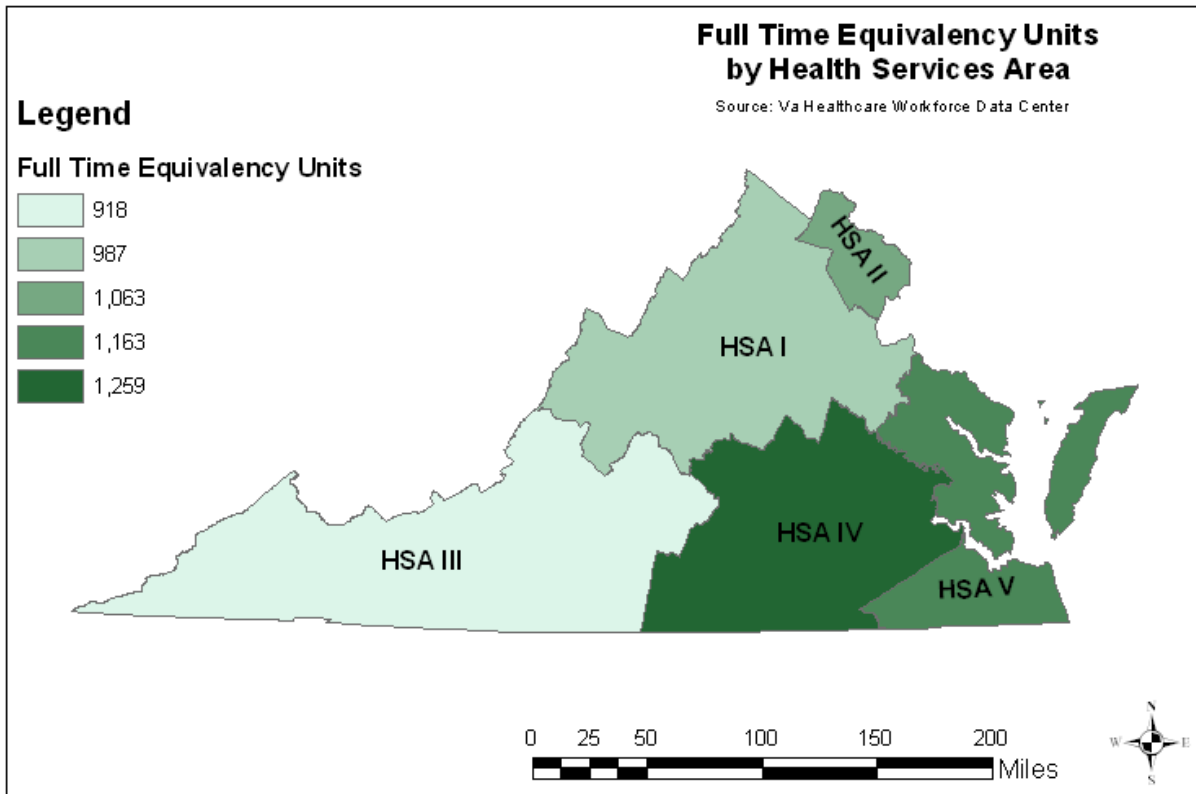 Full Time Equivalency Units
by Health Services Area
Source: Va Healthcare Workforce Data Center
Legend
Full Time Equivalency Units
918
987
1,063
1,163
1,259
HSA II
HSA I
HSA IV
HSA III
HSA V
0 25 50 100 150 200
Miles
N
W E
S